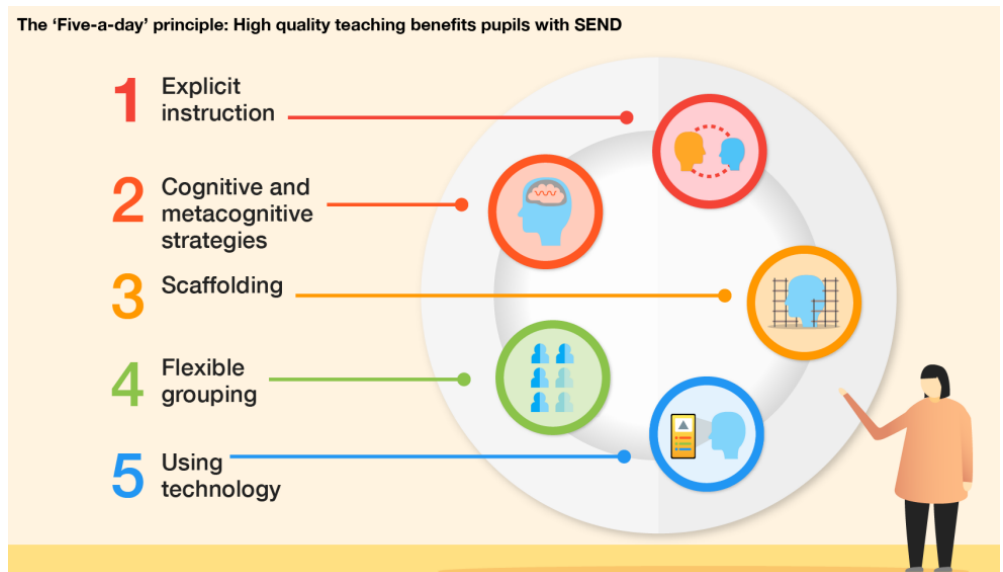 The ‘Five-a-day’ principle: High quality teaching benefits pupils with SEND
1 Explicit
instruction
2 Cognitive and
metacognitive
strategies
3 Scaffolding
4 Flexible
grouping
5 Using
technology